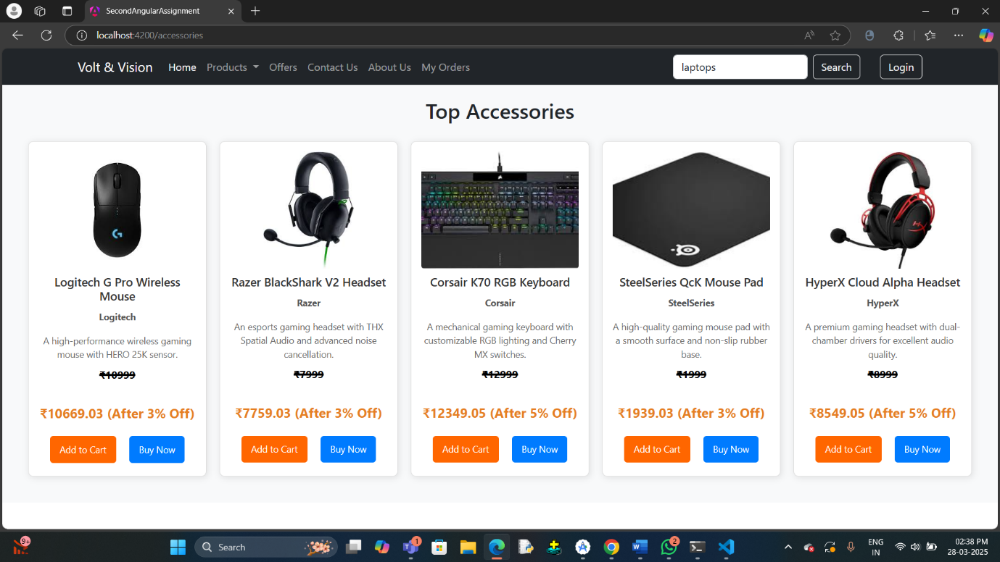 SecondAngularAssignment
localhost:4200/accessories
Volt & Vision Home Products Offers Contact Us About Us My Orders laptops Search Login
Top Accessories
Logitech G Pro Wireless
Mouse
Logitech
A high-performance wireless gaming
mouse with HERO 25K sensor.
₹10999
₹10669.03 (After 3% Off)
Add to Cart Buy Now
Razer BlackShark V2 Headset
Razer
An esports gaming headset with THX
Spatial Audio and advanced noise
cancellation.
₹7999
₹7759.03 (After 3% Off)
Add to Cart Buy Now
Corsair K70 RGB Keyboard
Corsair
A mechanical gaming keyboard with
customizable RGB lighting and Cherry
MX switches.
₹12999
₹12349.05 (After 5% Off)
Add to Cart Buy Now
SteelSeries QcK Mouse Pad
SteelSeries
A high-quality gaming mouse pad with
a smooth surface and non-slip rubber
base.
₹1999
₹1939.03 (After 3% Off)
Add to Cart Buy Now
HyperX Cloud Alpha Headset
HyperX
A premium gaming headset with dual-
chamber drivers for excellent audio
quality.
₹8999
₹8549.05 (After 5% Off)
Add to Cart Buy Now
9+
Search
1
2
ENG
IN
02:38 PM
28-03-2025